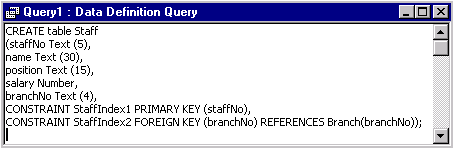 Query1 : Data Definition Query
CREATE table Staff
(staffNo Text (5),
name Text (30),
position Text (15),
salary Number,
branchNo Text (4),
CONSTRAINT StaffIndex1 PRIMARY KEY (staffNo),
CONSTRAINT StaffIndex2 FOREIGN KEY (branchNo) REFERENCES Branch(branchNo));